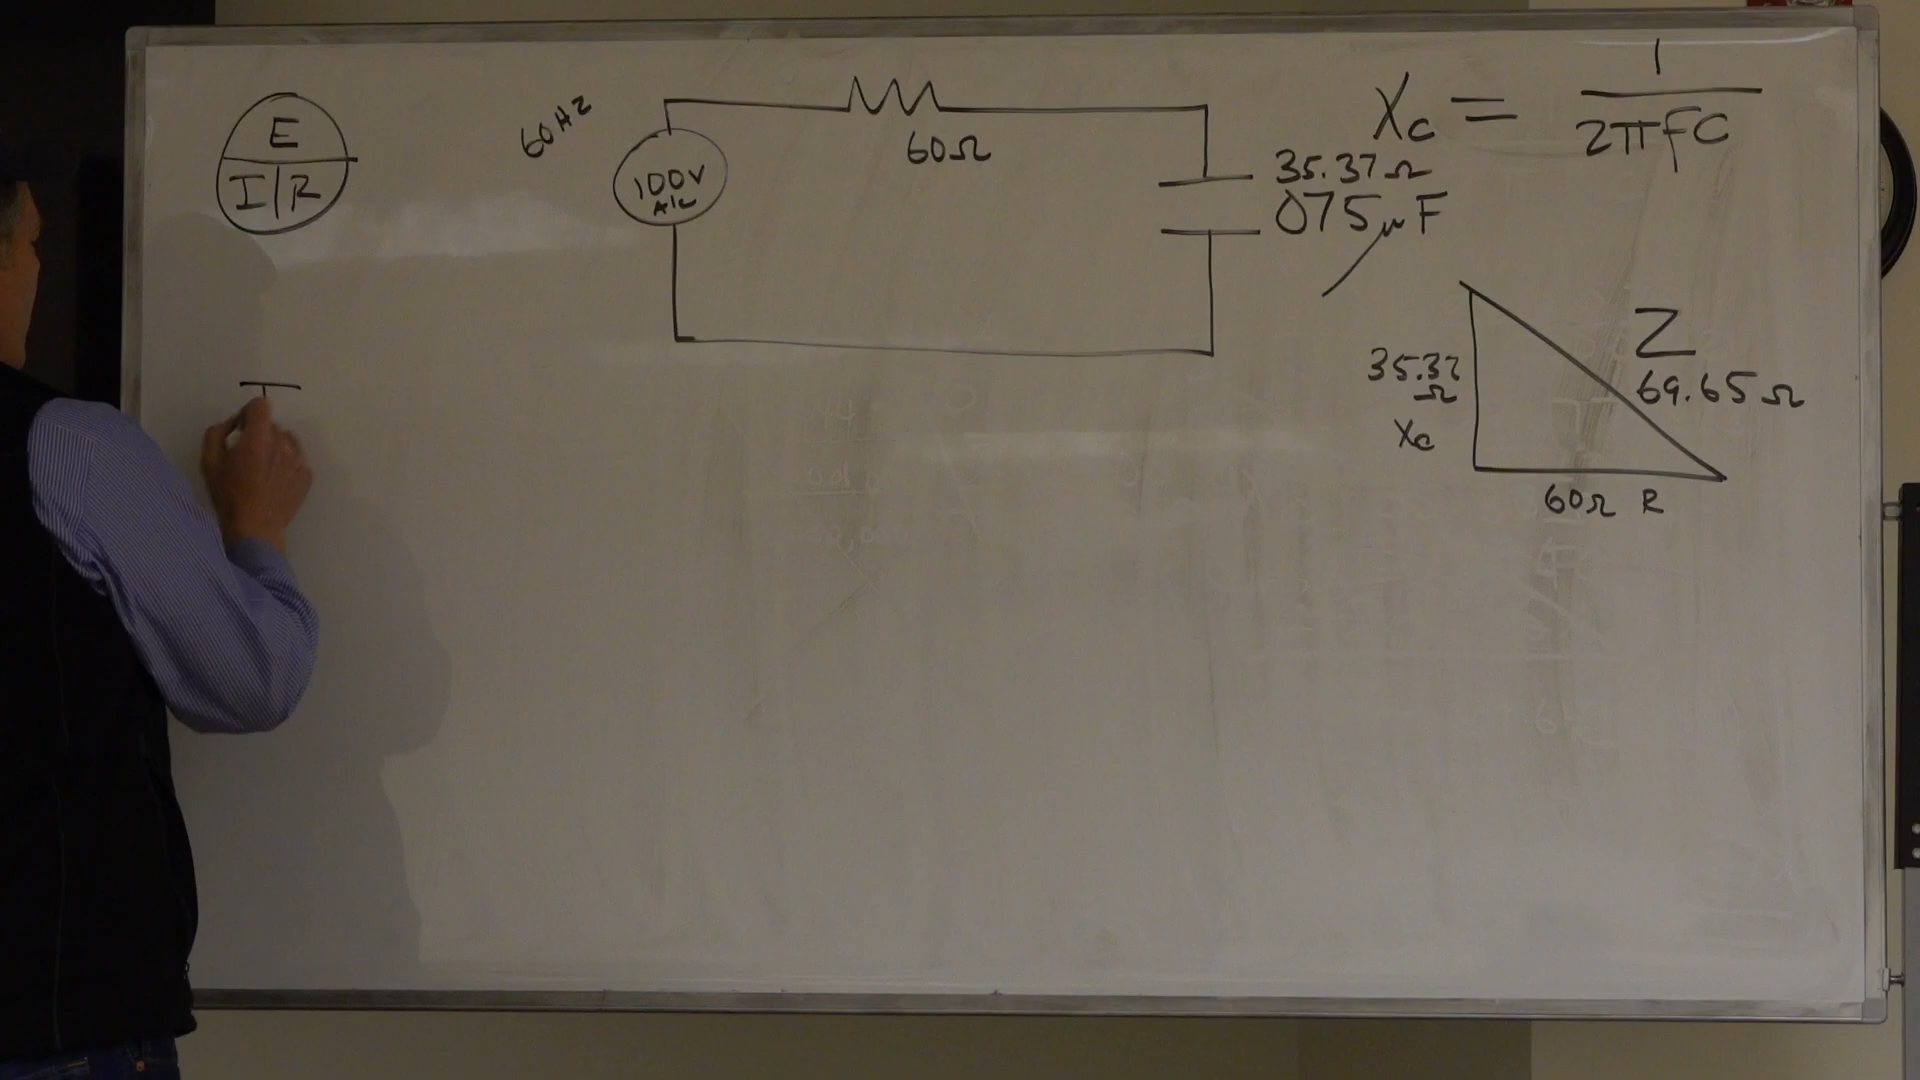 E
I|R
60Hz
100V
A/C
60Ω
35.37Ω
075µF
Xc = 1
2πfC
Z
69.65Ω
35.37
Ω
Xc
60Ω R